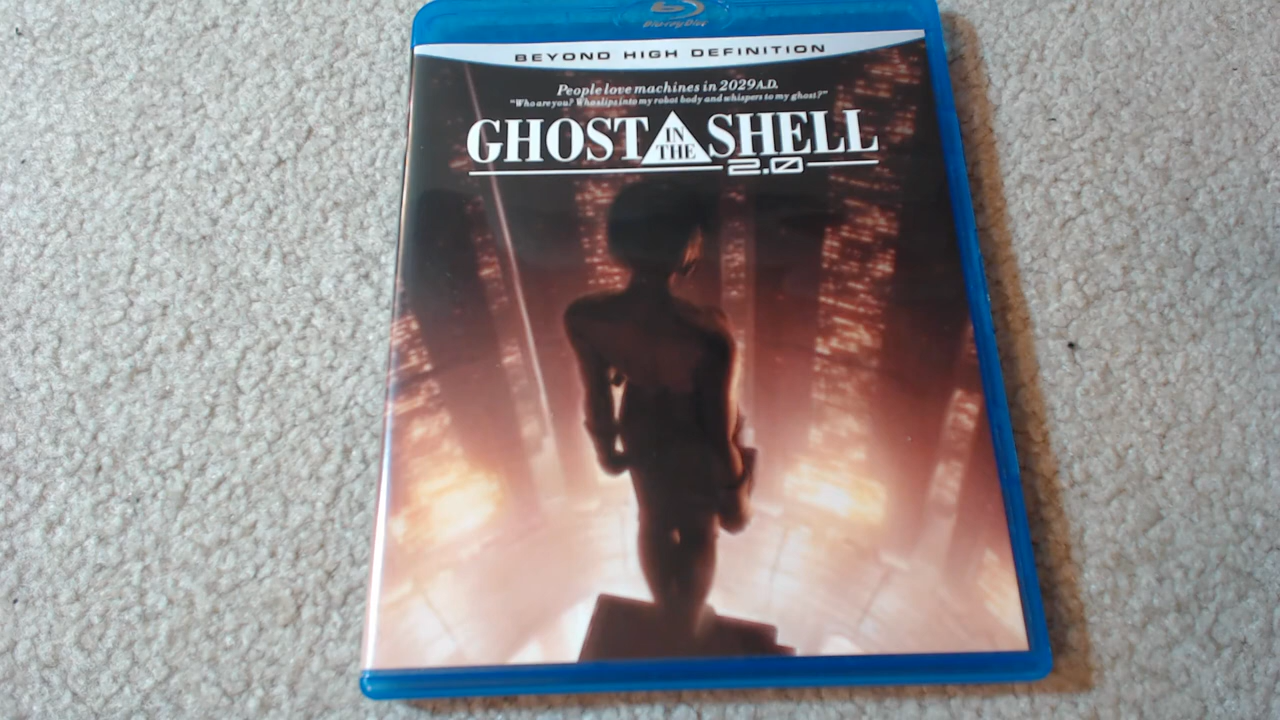 Blu-ray Disc
BEYOND HIGH DEFINITION
People love machines in 2029 A.D.
"Who are you? Who slips into my robot body and whispers to my ghost?"
GHOST IN THE SHELL
2.0